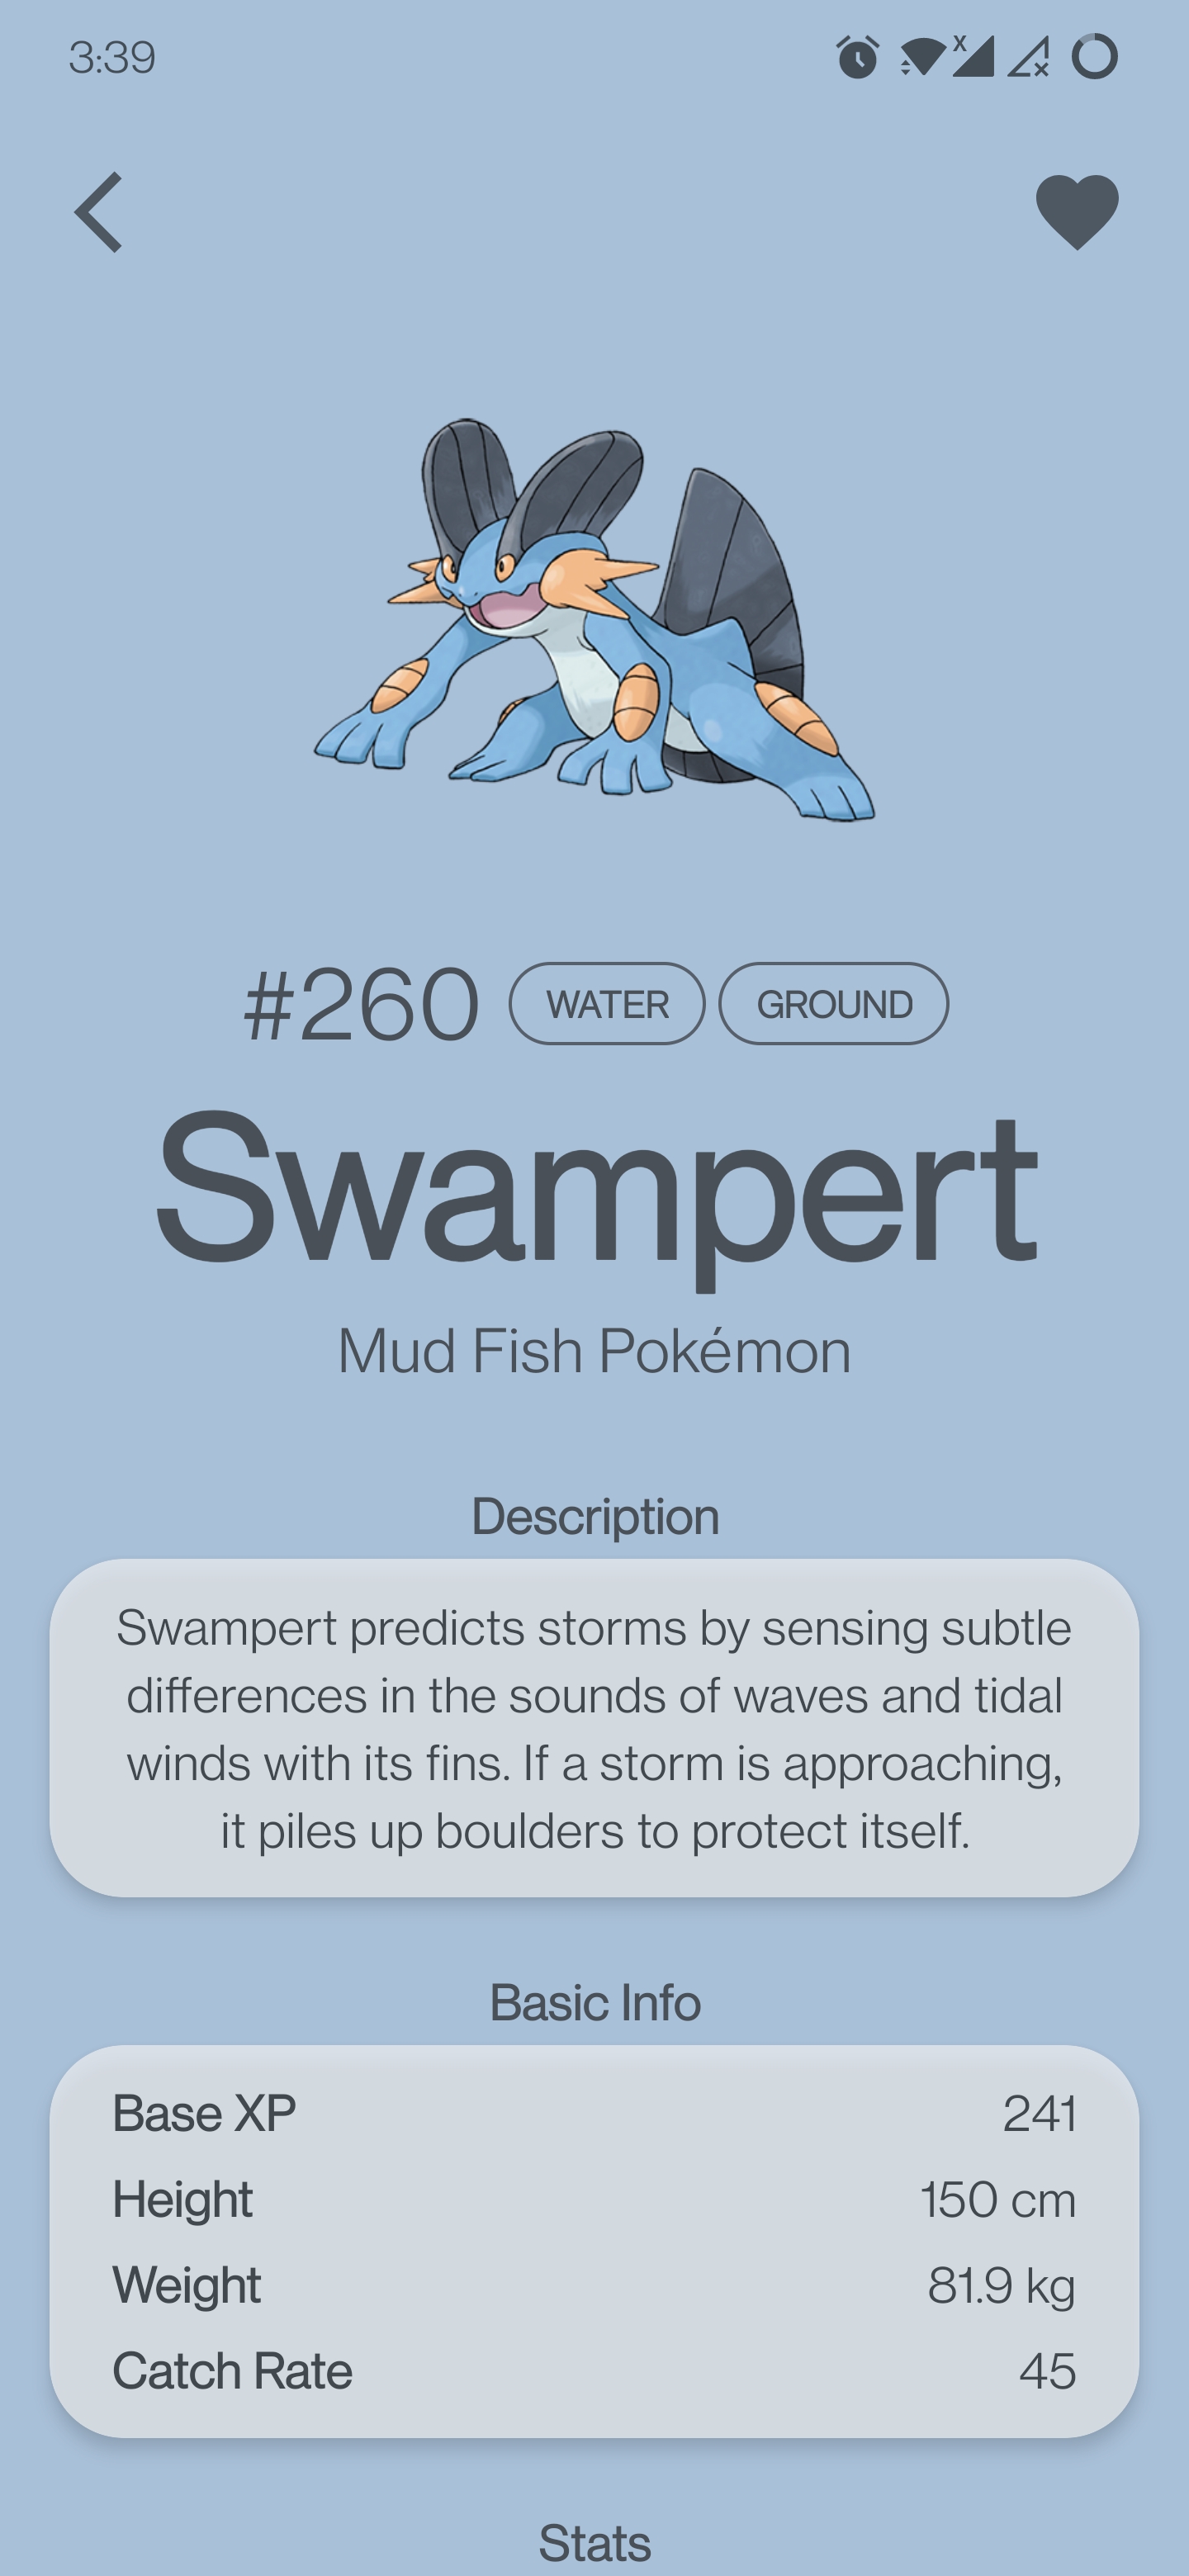 3:39
#260 WATER GROUND
Swampert
Mud Fish Pokémon
Description
Swampert predicts storms by sensing subtle
differences in the sounds of waves and tidal
winds with its fins. If a storm is approaching,
it piles up boulders to protect itself.
Basic Info
Base XP 241
Height 150 cm
Weight 81.9 kg
Catch Rate 45
Stats